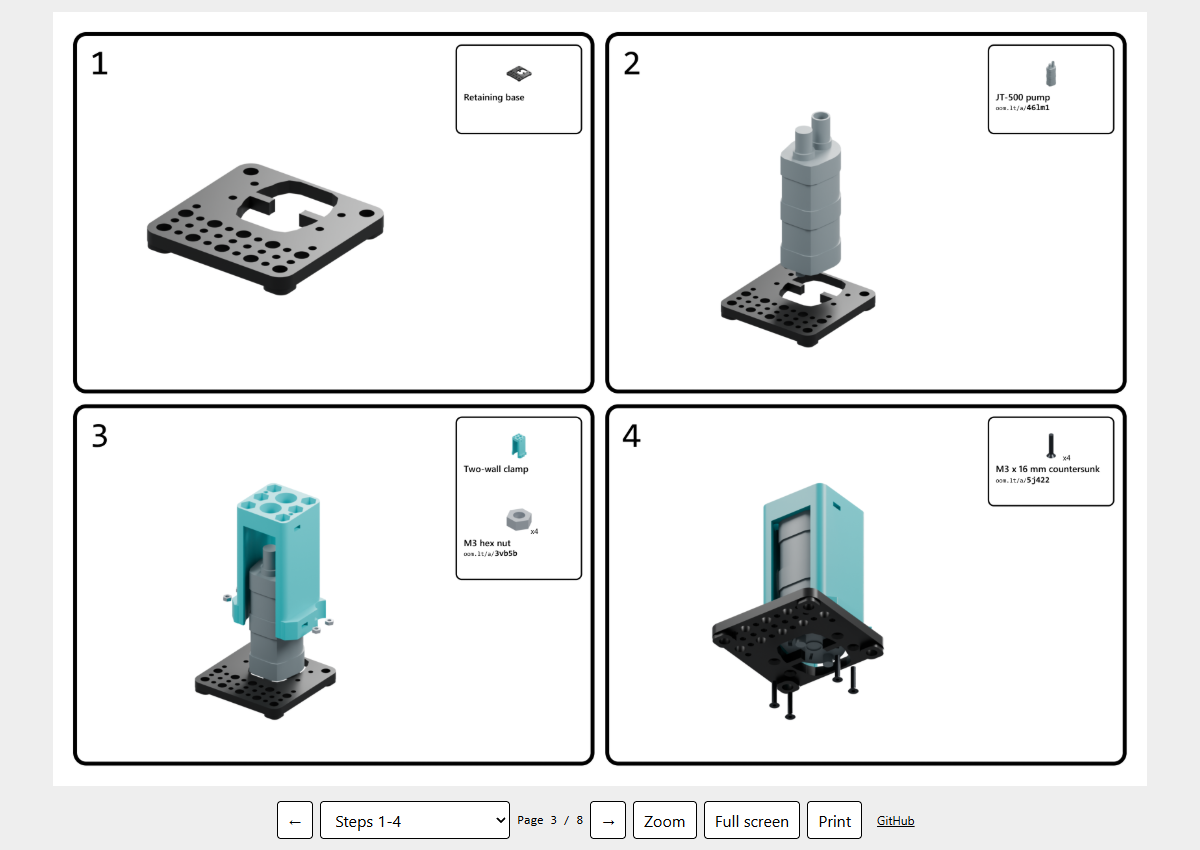 1
Retaining base
2
JT-500 pump
oom.lt/a/46lm1
3
Two-wall clamp
x4
M3 hex nut
oom.lt/a/3vb5b
4
x4
M3 x 16 mm countersunk
oom.lt/a/5j422
← Steps 1-4 Page 3 / 8 → Zoom Full screen Print GitHub